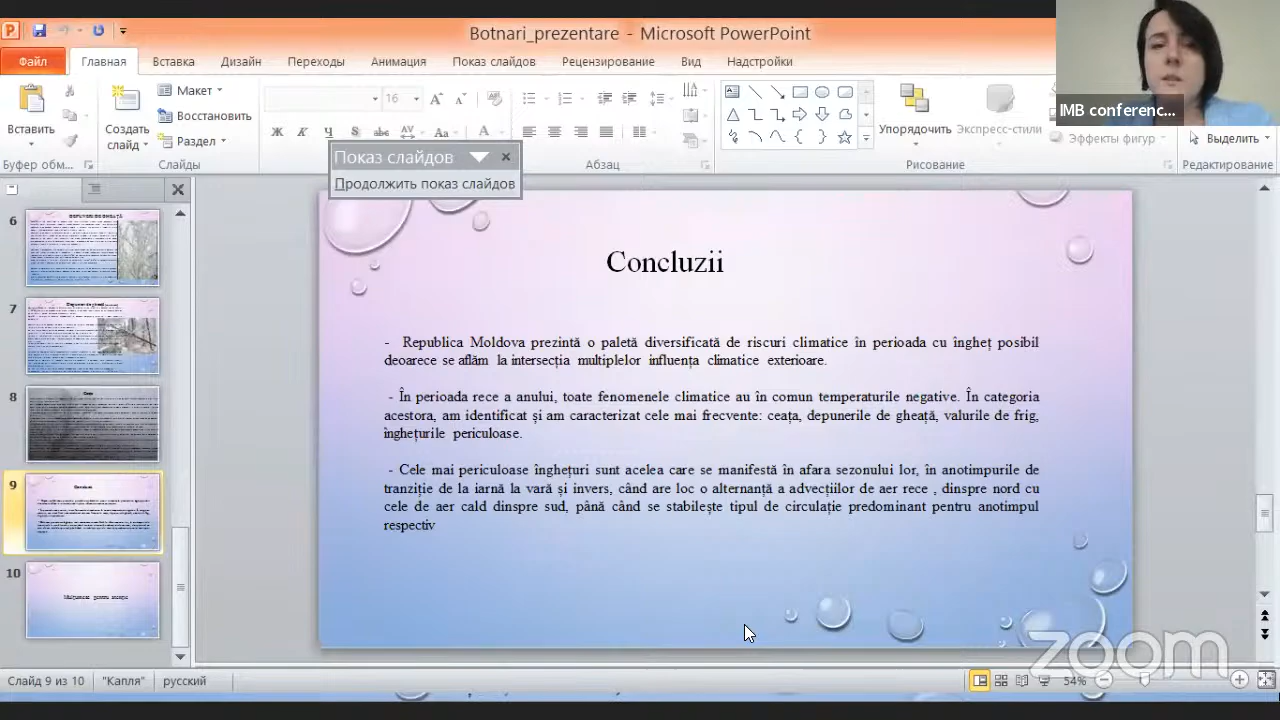 Botnari_prezentare - Microsoft PowerPoint
Файл Главная Вставка Дизайн Переходы Анимация Показ слайдов Рецензирование Вид Надстройки
IMB conferenc...
Вставить
Создать слайд
Макет
Восстановить
Раздел
16
Упорядочить
Экспресс-стили
Эффекты фигур
Выделить
Буфер обм...
Слайды
Абзац
Рисование
Редактирование
Показ слайдов
Продолжить показ слайдов
6
7
8
9
10
Concluzii
- Republica Moldova prezintă o paletă diversificată de riscuri climatice în perioada cu îngheț posibil
deoarece se aflăm la intersecția multiplelor influența climatice exterioare.
- În perioada rece a anului, toate fenomenele climatice au în comun temperaturile negative. În categoria
acestora, am identificat și am caracterizat cele mai frecvente ceața, depunerile de gheață, valurile de frig,
înghețurile periculoase.
- Cele mai periculoase înghețuri sunt acelea care se manifestă în afara sezonului lor, în anotimpurile de
tranziție de la iarnă la vară și invers, când are loc o alternanță a advecțiilor de aer rece - dinspre nord cu
cele de aer cald dinspre sud, până când se stabilește tipul de circulație predominant pentru anotimpul
respectiv
zoom
Слайд 9 из 10 "Капля" русский 54%